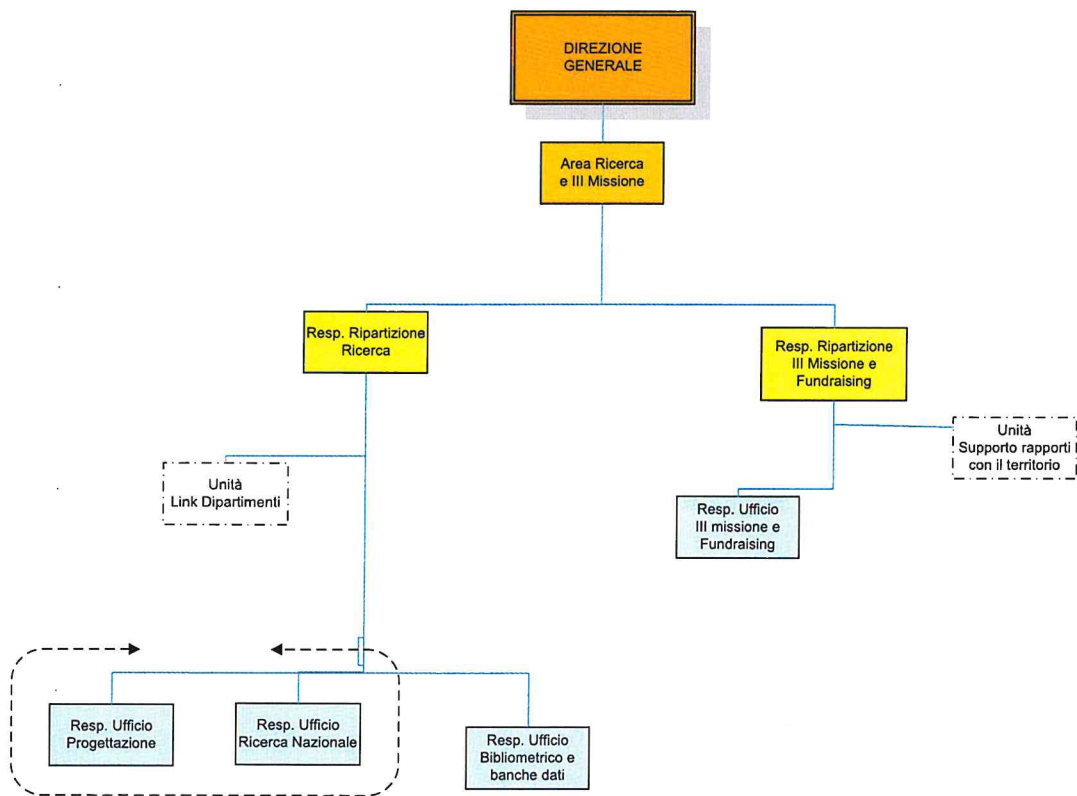 DIREZIONE
GENERALE
Area Ricerca
e III Missione
Resp. Ripartizione
Ricerca
Resp. Ripartizione
III Missione e
Fundraising
Unità
Supporto rapporti
con il territorio
Unità
Link Dipartimenti
Resp. Ufficio
III missione e
Fundraising
Resp. Ufficio
Progettazione
Resp. Ufficio
Ricerca Nazionale
Resp. Ufficio
Bibliometrico e
banche dati